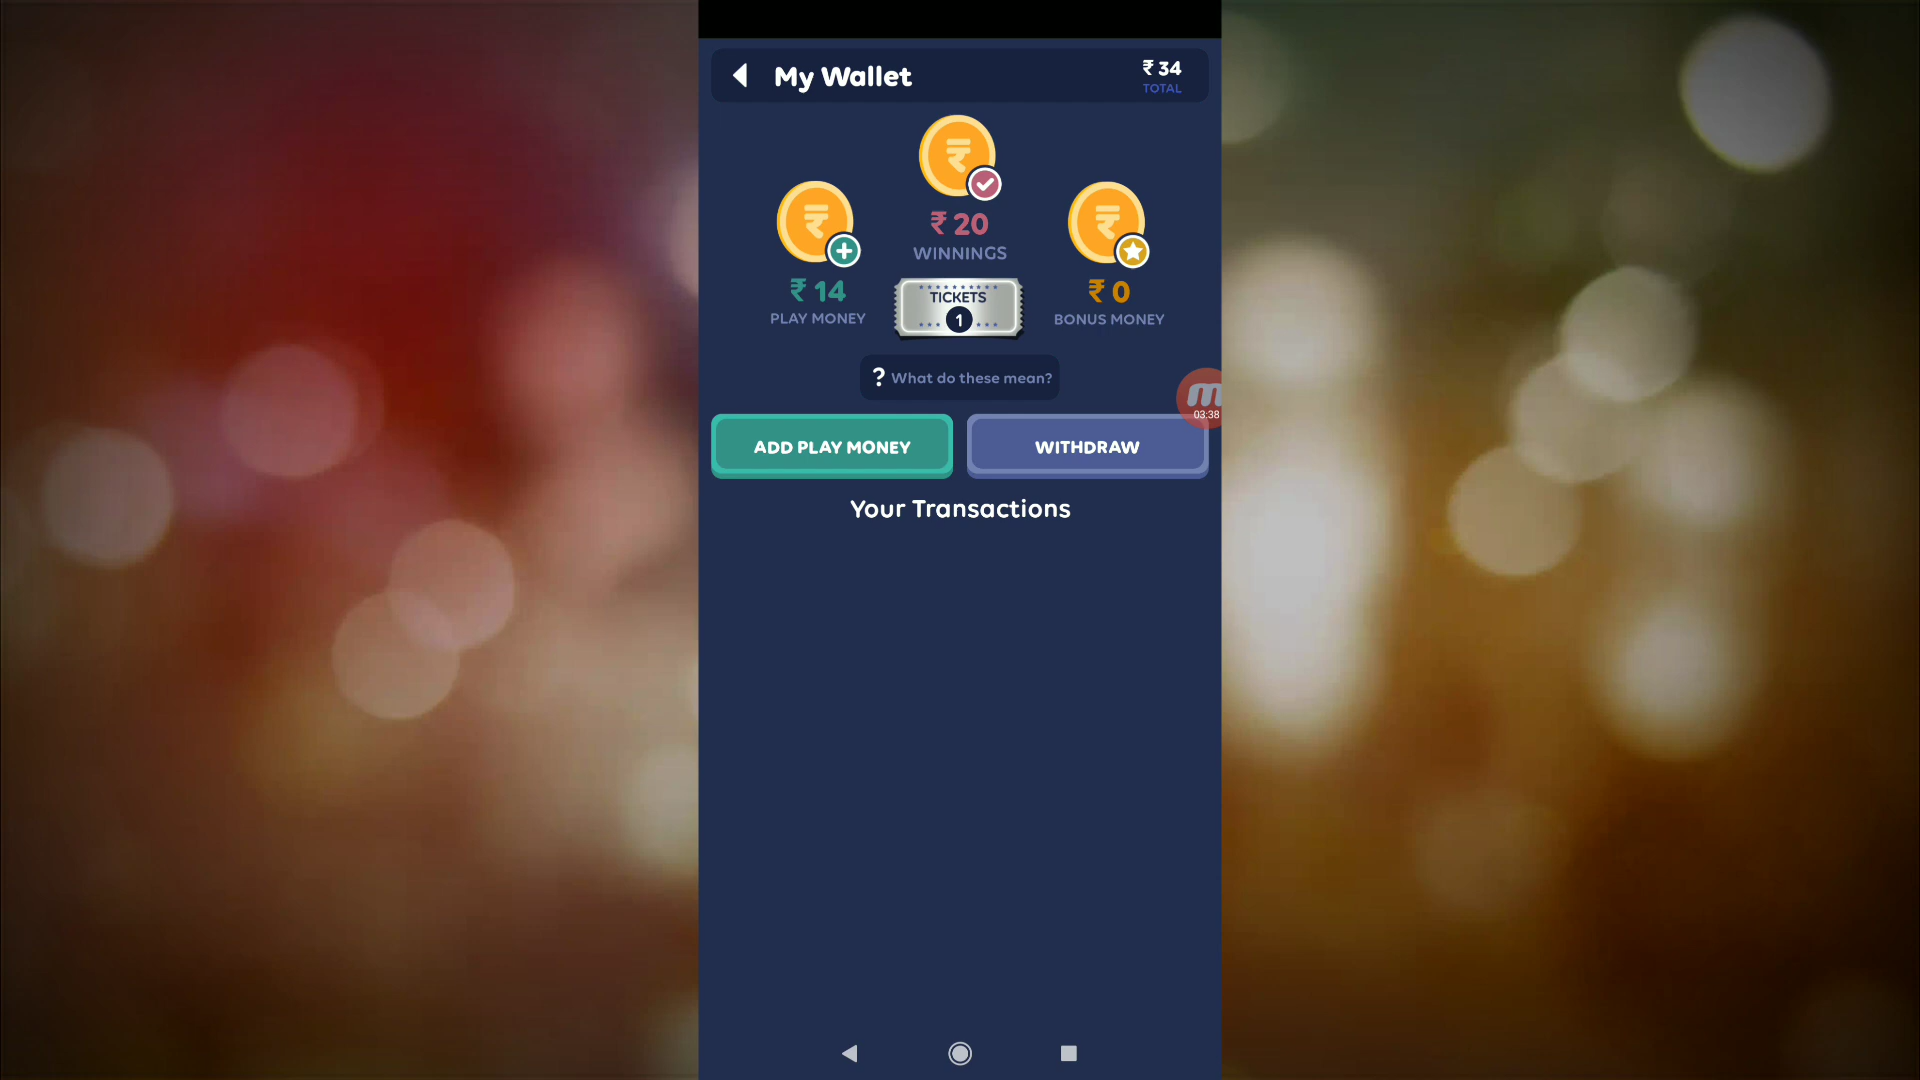 My Wallet
₹ 34
TOTAL
₹ 20
WINNINGS
₹ 14
PLAY MONEY
TICKETS
1
₹ 0
BONUS MONEY
? What do these mean?
m
03:38
ADD PLAY MONEY
WITHDRAW
Your Transactions